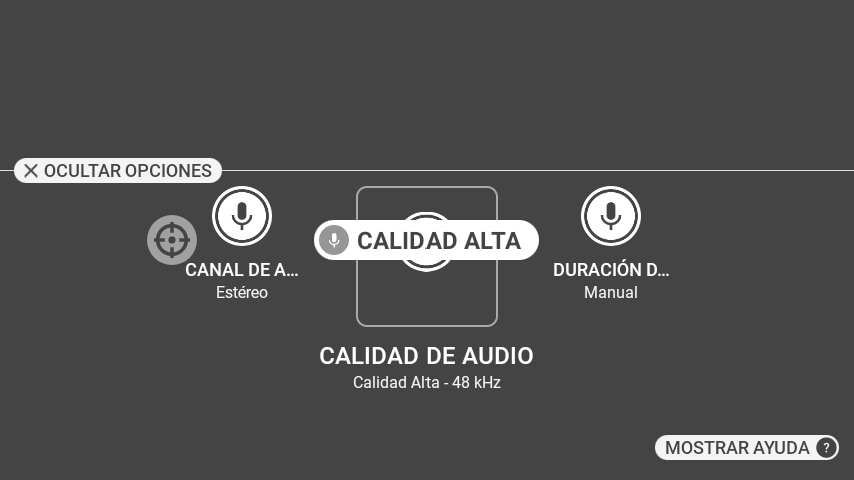 OCULTAR OPCIONES
CALIDAD ALTA
CANAL DE A...
Estéreo
DURACIÓN D...
Manual
CALIDAD DE AUDIO
Calidad Alta - 48 kHz
MOSTRAR AYUDA ?